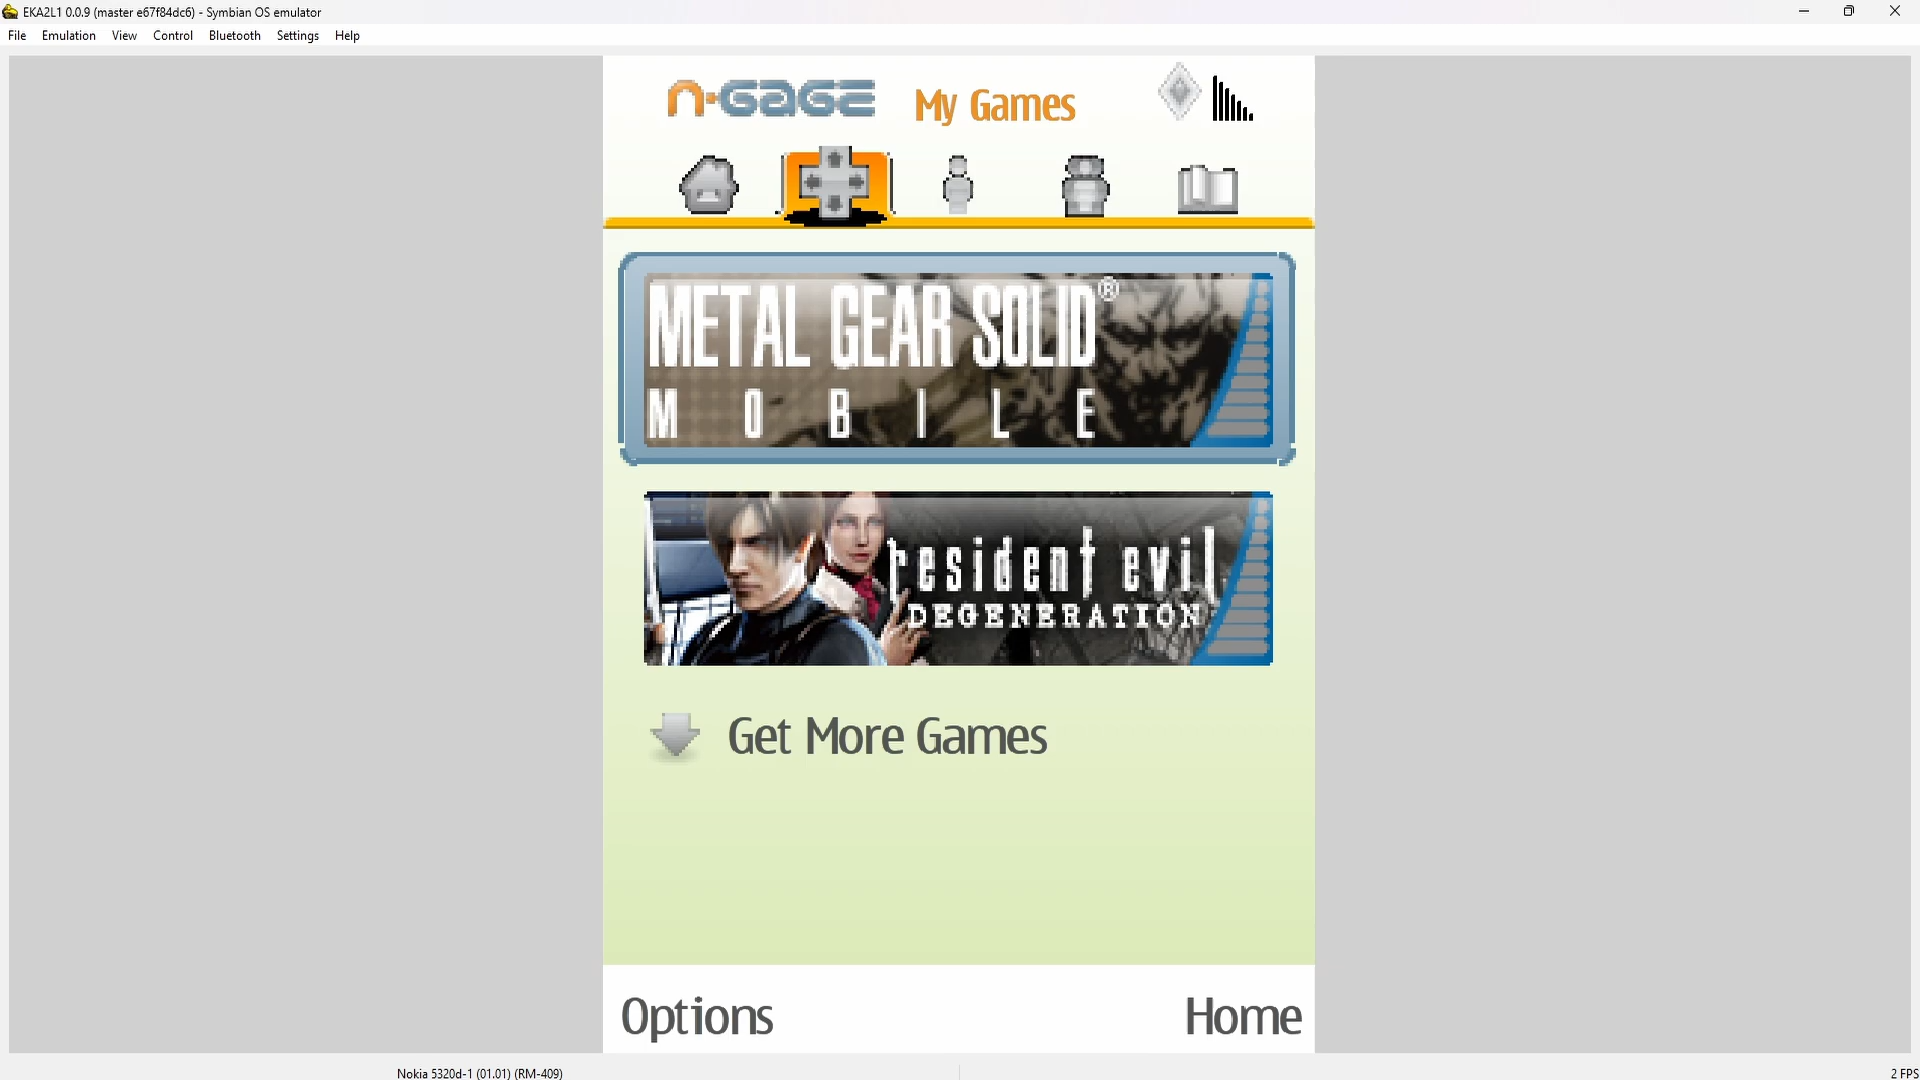 EKA2L1 0.0.9 (master e67f84dc6) - Symbian OS emulator
File Emulation View Control Bluetooth Settings Help
n·GAGE My Games
METAL GEAR SOLID®
MOBILE
resident evil
DEGENERATION
Get More Games
Options Home
Nokia 5320d-1 (01.01) (RM-409) 2 FPS